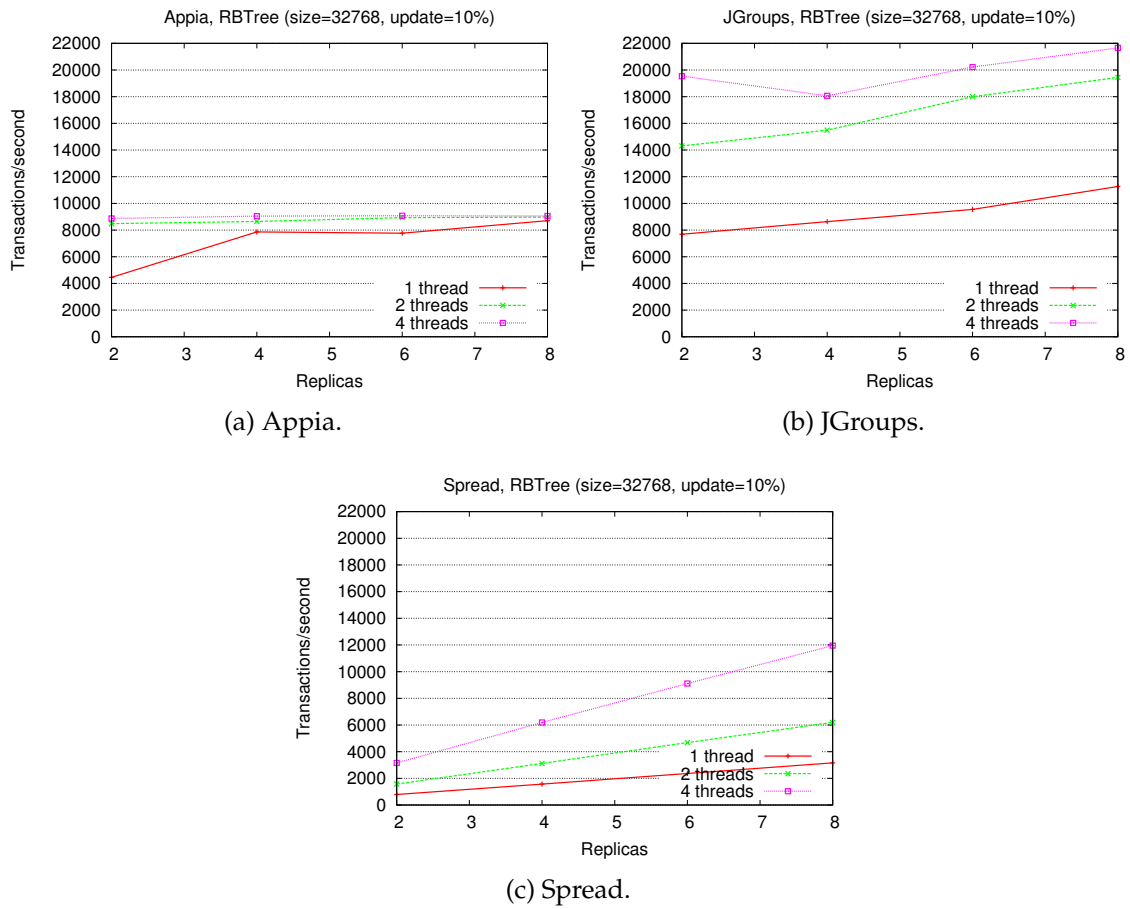 Appia, RBTree (size=32768, update=10%)
22000
20000
18000
16000
14000
12000
10000
8000
6000
4000
2000
0
Transactions/second
1 thread
2 threads
4 threads
2 3 4 5 6 7 8
Replicas
(a) Appia.
JGroups, RBTree (size=32768, update=10%)
22000
20000
18000
16000
14000
12000
10000
8000
6000
4000
2000
0
Transactions/second
1 thread
2 threads
4 threads
2 3 4 5 6 7 8
Replicas
(b) JGroups.
Spread, RBTree (size=32768, update=10%)
22000
20000
18000
16000
14000
12000
10000
8000
6000
4000
2000
0
Transactions/second
1 thread
2 threads
4 threads
2 3 4 5 6 7 8
Replicas
(c) Spread.